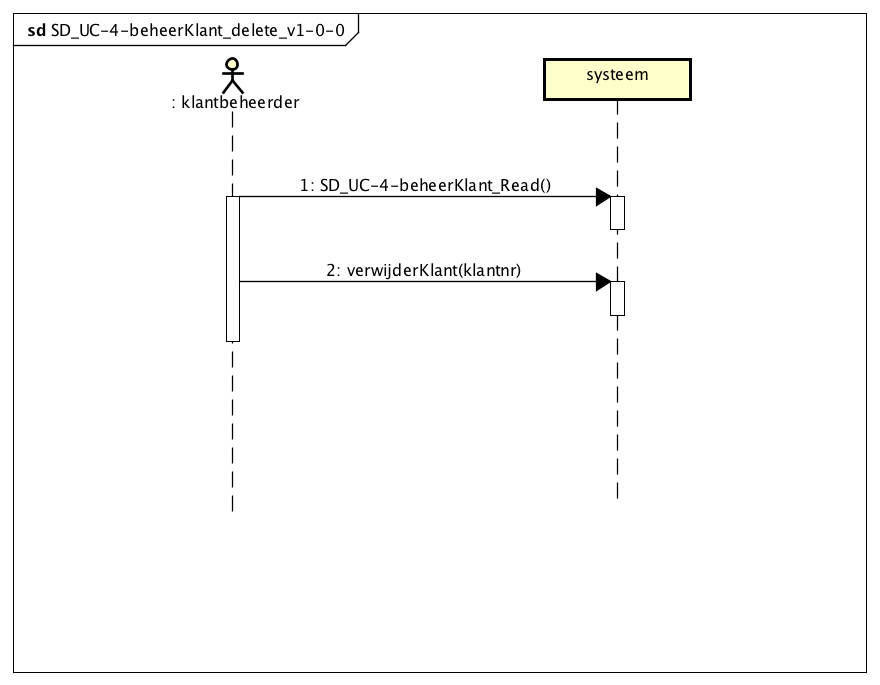 sd SD_UC-4-beheerKlant_delete_v1-0-0
: klantbeheerder
systeem
1: SD_UC-4-beheerKlant_Read()
2: verwijderKlant(klantnr)